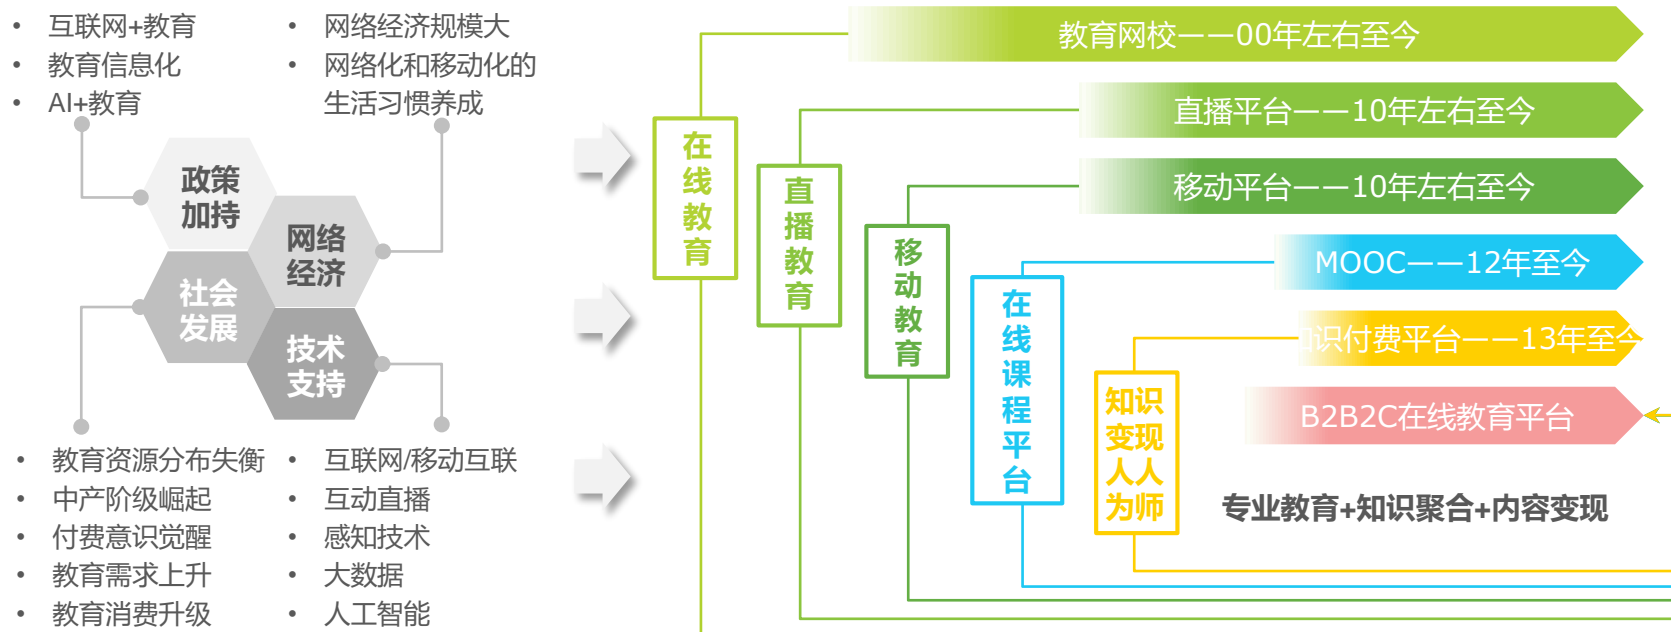 互联网+教育
教育信息化
AI+教育
网络经济规模大
网络化和移动化的
生活习惯养成
政策
加持
网络
经济
社会
发展
技术
支持
教育资源分布失衡
中产阶级崛起
付费意识觉醒
教育需求上升
教育消费升级
互联网/移动互联
互动直播
感知技术
大数据
人工智能
在线教育
直播教育
移动教育
在线课程平台
知识
变现
人人
为师
教育网校——00年左右至今
直播平台——10年左右至今
移动平台——10年左右至今
MOOC——12年至今
知识付费平台——13年至今
B2B2C在线教育平台
专业教育+知识聚合+内容变现